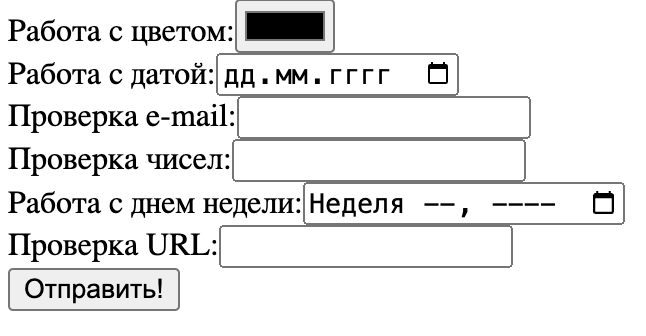 Работа с цветом:
Работа с датой: дд.мм.гггг
Проверка e-mail:
Проверка чисел:
Работа с днем недели: Неделя --, ----
Проверка URL:
Отправить!